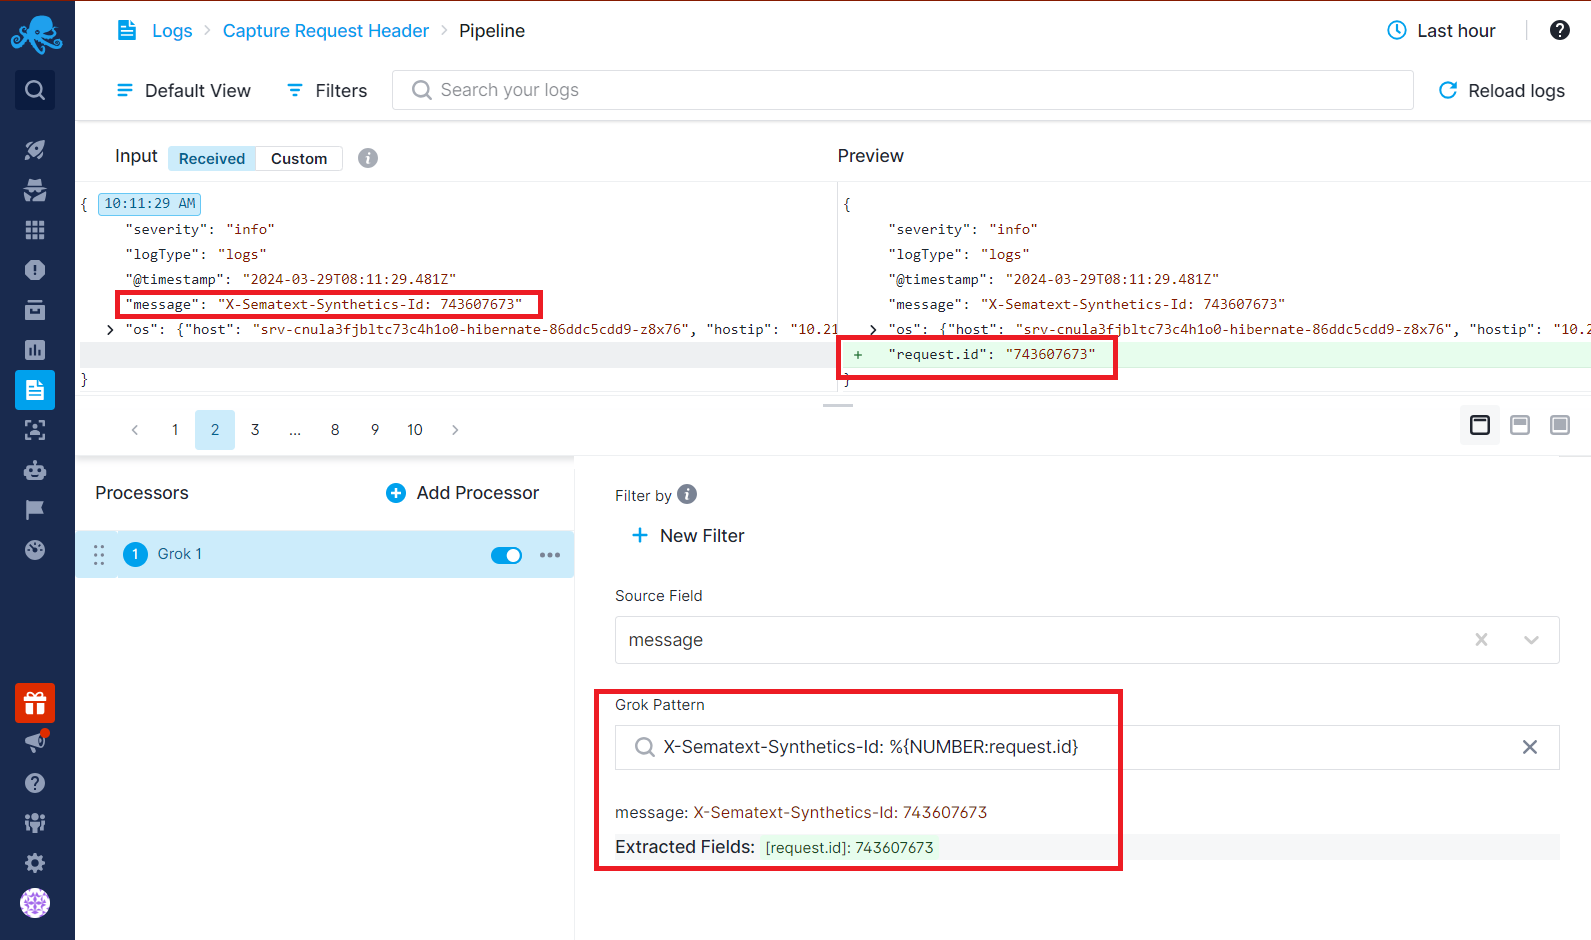 Logs > Capture Request Header > Pipeline
Last hour
Default View
Filters
Search your logs
Reload logs
Input
Received
Custom
Preview
{ 10:11:29 AM
"severity": "info"
"logType": "logs"
"@timestamp": "2024-03-29T08:11:29.481Z"
"message": "X-Sematext-Synthetics-Id: 743607673"
"os": {"host": "srv-cnula3fjbltc73c4h1o0-hibernate-86ddc5cdd9-z8x76", "hostip": "10.21
}
{
"severity": "info"
"logType": "logs"
"@timestamp": "2024-03-29T08:11:29.481Z"
"message": "X-Sematext-Synthetics-Id: 743607673"
"os": {"host": "srv-cnula3fjbltc73c4h1o0-hibernate-86ddc5cdd9-z8x76", "hostip": "10.2
+ "request.id": "743607673"
}
< 1 2 3 ... 8 9 10 >
Processors
Add Processor
1 Grok 1
Filter by
+ New Filter
Source Field
message
Grok Pattern
X-Sematext-Synthetics-Id: %{NUMBER:request.id}
message: X-Sematext-Synthetics-Id: 743607673
Extracted Fields: [request.id]: 743607673